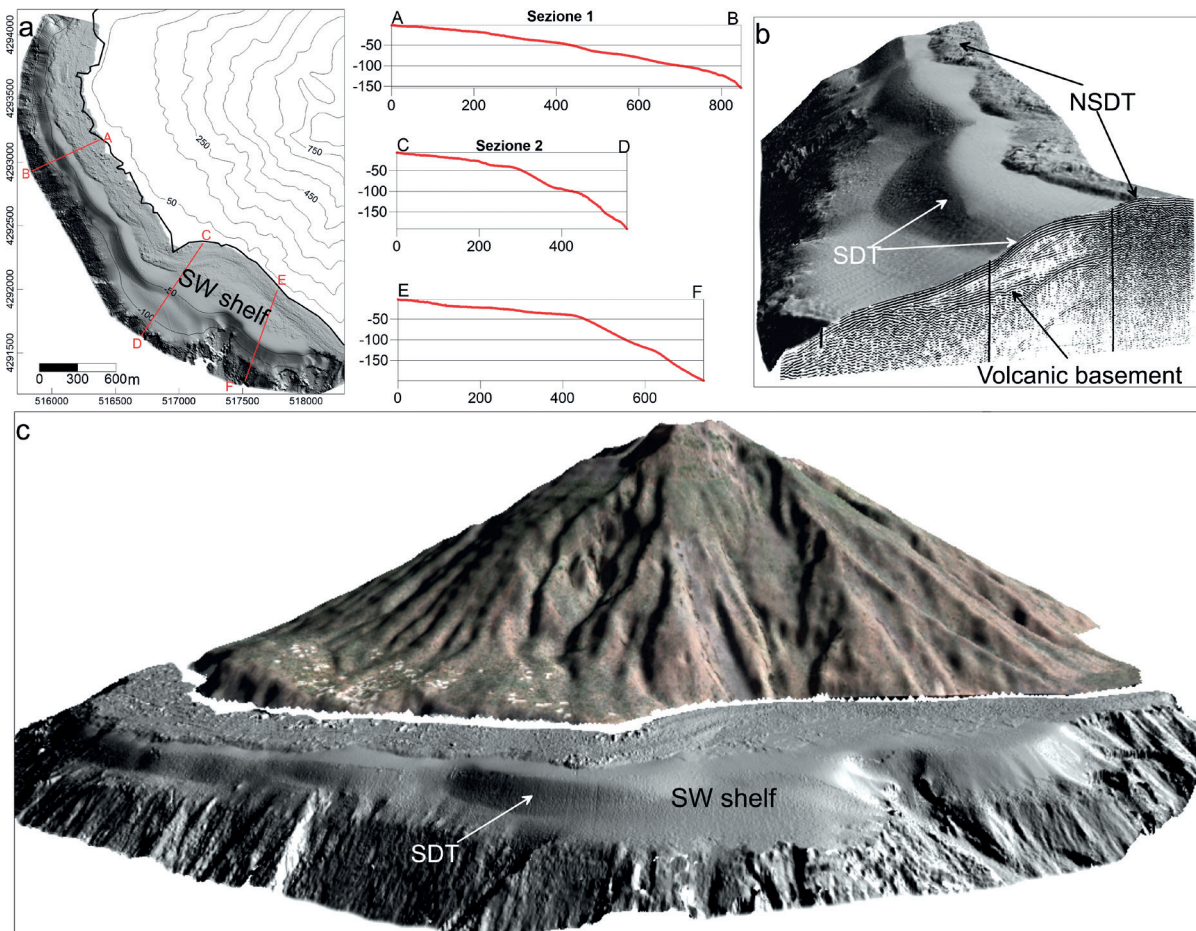 a
4294000
4293500
4293000
4292500
4292000
4291500
516000
516500
517000
517500
518000
A
B
C
D
E
F
50
250
450
750
-50
-100
SW shelf
0 300 600m
A Sezione 1 B
-50
-100
-150
0 200 400 600 800
C Sezione 2 D
-50
-100
-150
0 200 400
E F
-50
-100
-150
0 200 400 600
b
NSDT
SDT
Volcanic basement
c
SW shelf
SDT